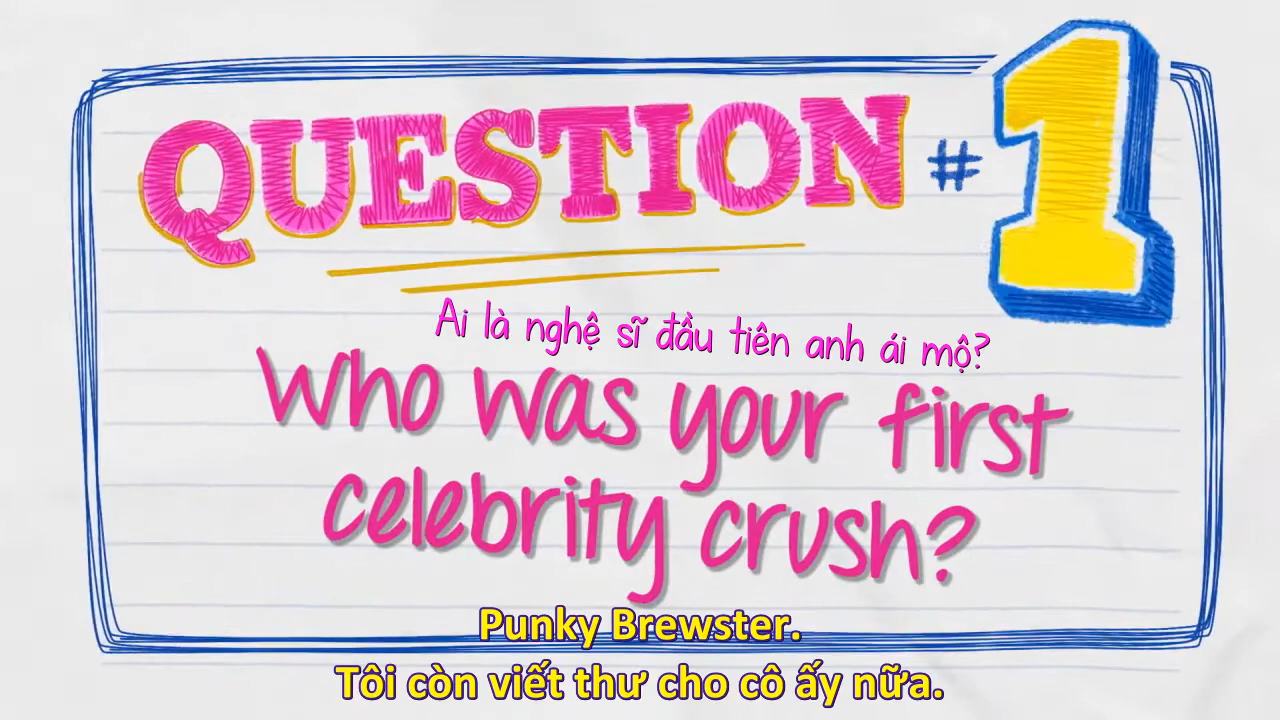 QUESTION #1
Ai là nghệ sĩ đầu tiên anh ái mộ?
Who was your first
celebrity crush?
Punky Brewster.
Tôi còn viết thư cho cô ấy nữa.